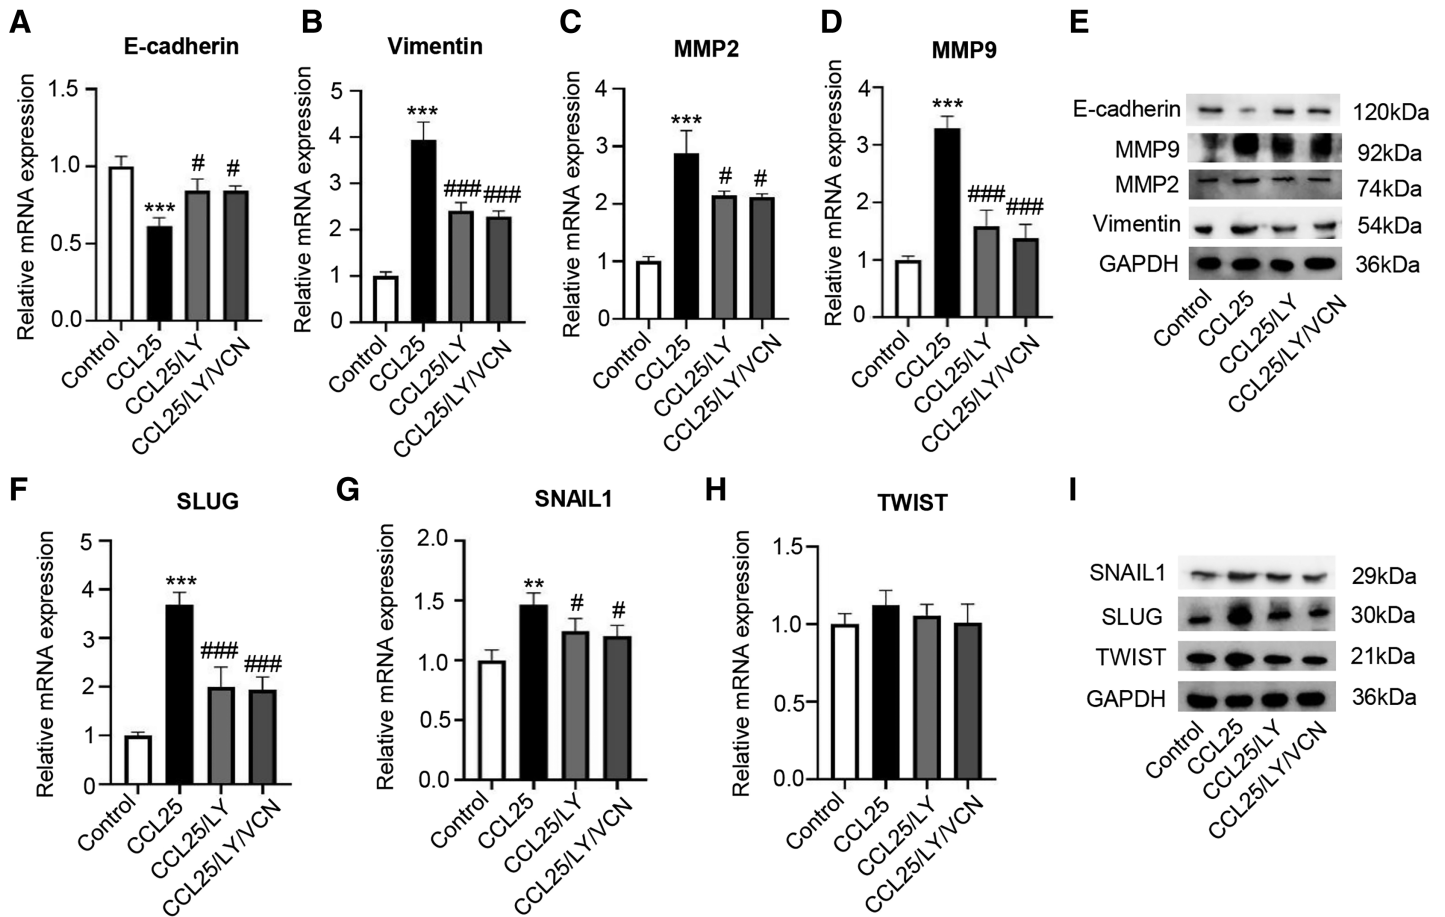 A
E-cadherin
Relative mRNA expression
1.5
1.0
0.5
0.0
***
#
#
Control
CCL25
CCL25/LY
CCL25/LY/VCN
B
Vimentin
Relative mRNA expression
5
4
3
2
1
0
***
###
###
Control
CCL25
CCL25/LY
CCL25/LY/VCN
C
MMP2
Relative mRNA expression
4
3
2
1
0
***
#
#
Control
CCL25
CCL25/LY
CCL25/LY/VCN
D
MMP9
Relative mRNA expression
4
3
2
1
0
***
###
###
Control
CCL25
CCL25/LY
CCL25/LY/VCN
E
E-cadherin 120kDa
MMP9 92kDa
MMP2 74kDa
Vimentin 54kDa
GAPDH 36kDa
Control
CCL25
CCL25/LY
CCL25/LY/VCN
F
SLUG
Relative mRNA expression
5
4
3
2
1
0
***
###
###
Control
CCL25
CCL25/LY
CCL25/LY/VCN
G
SNAIL1
Relative mRNA expression
2.0
1.5
1.0
0.5
0.0
**
#
#
Control
CCL25
CCL25/LY
CCL25/LY/VCN
H
TWIST
Relative mRNA expression
1.5
1.0
0.5
0.0
Control
CCL25
CCL25/LY
CCL25/LY/VCN
I
SNAIL1 29kDa
SLUG 30kDa
TWIST 21kDa
GAPDH 36kDa
Control
CCL25
CCL25/LY
CCL25/LY/VCN